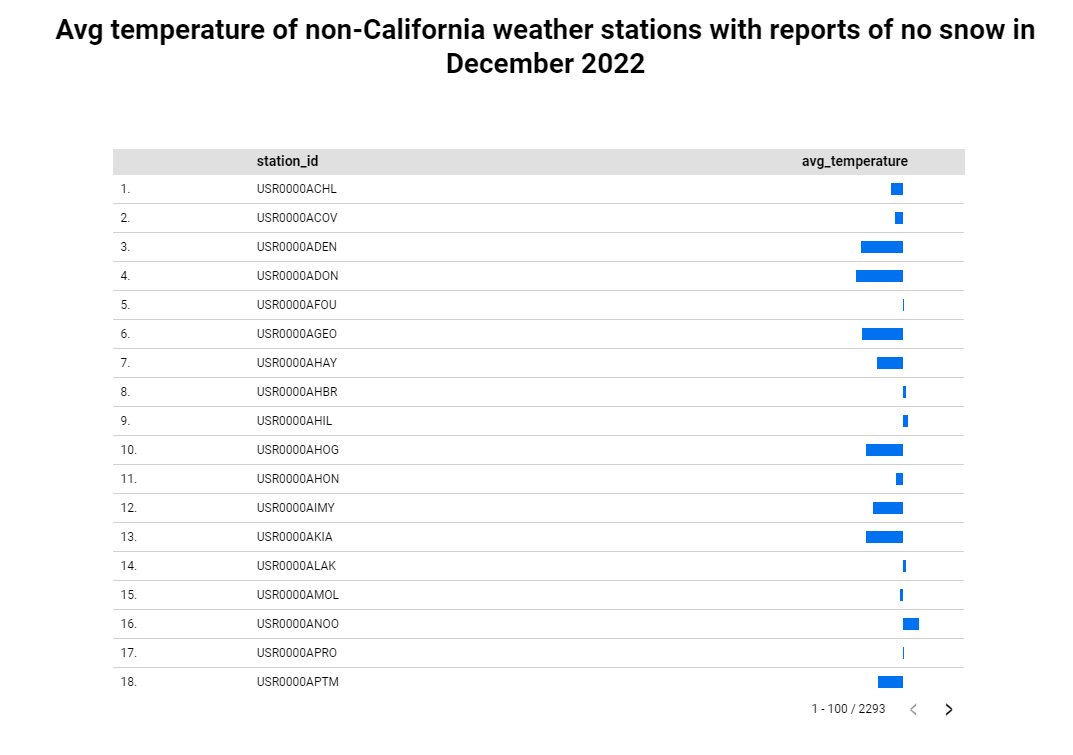 Avg temperature of non-California weather stations with reports of no snow in
December 2022
station_id avg_temperature
1. USR0000ACHL
2. USR0000ACOV
3. USR0000ADEN
4. USR0000ADON
5. USR0000AFOU
6. USR0000AGEO
7. USR0000AHAY
8. USR0000AHBR
9. USR0000AHIL
10. USR0000AHOG
11. USR0000AHON
12. USR0000AIMY
13. USR0000AKIA
14. USR0000ALAK
15. USR0000AMOL
16. USR0000ANOO
17. USR0000APRO
18. USR0000APTM
1 - 100 / 2293